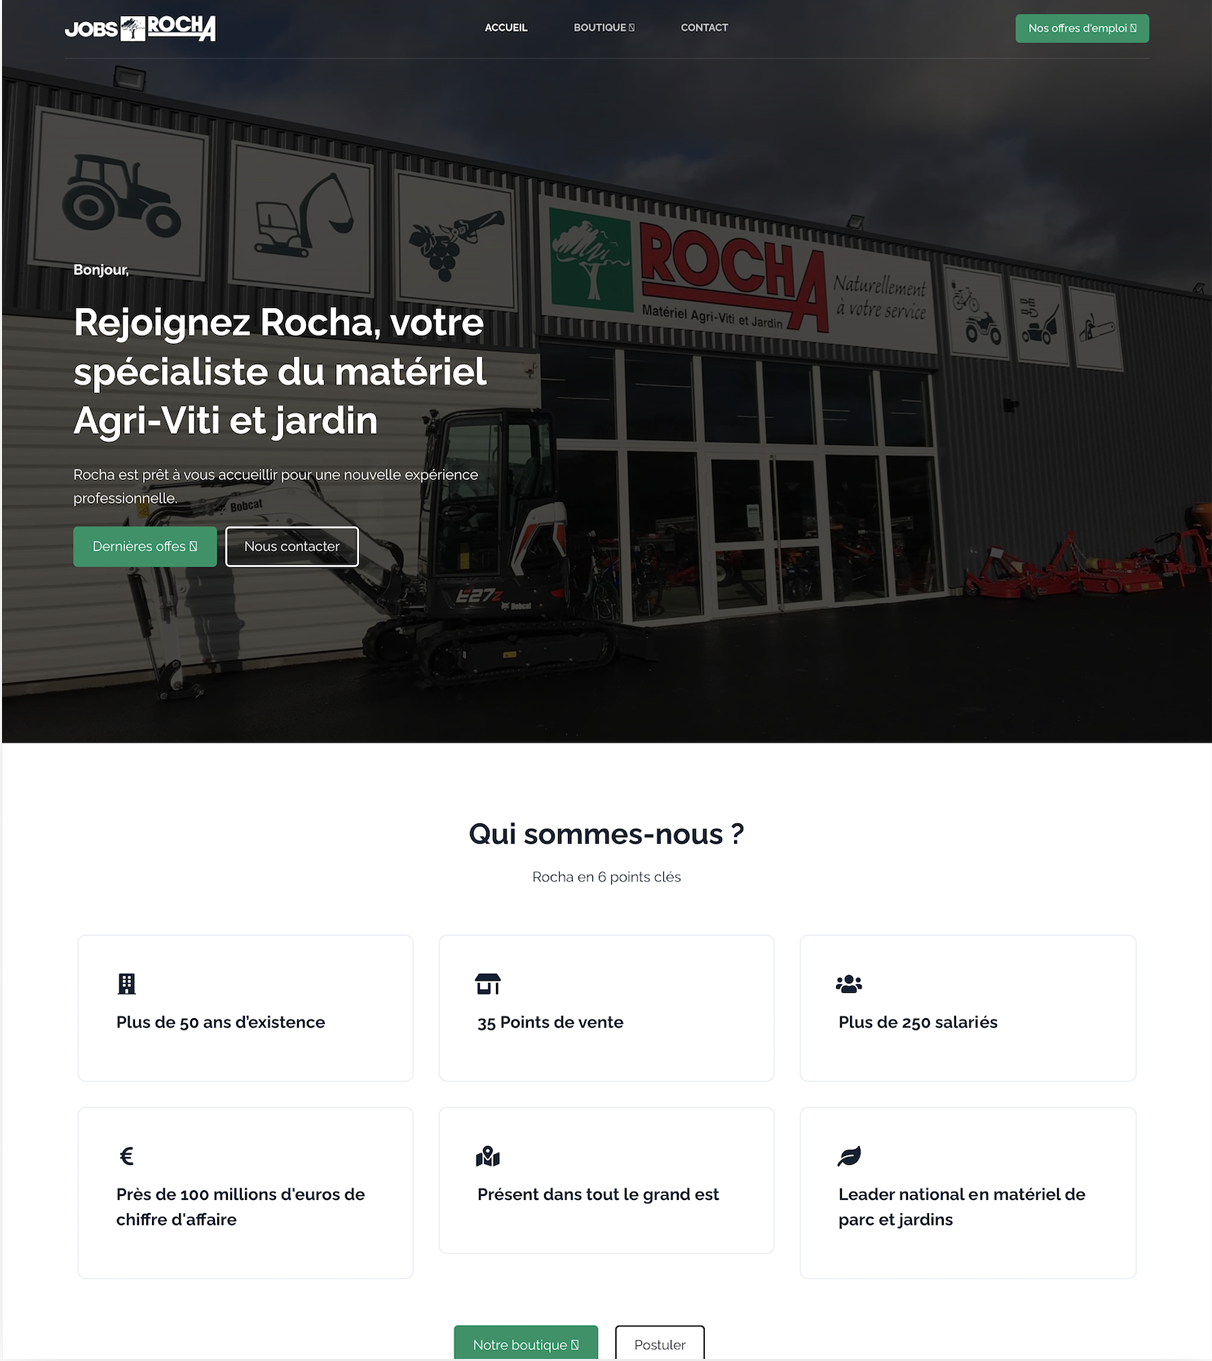 JOBS ROCHA
ACCUEIL
BOUTIQUE
CONTACT
Nos offres d'emploi
ROCHA
Matériel Agri-Viti et Jardin
Naturellement
à votre service
Bonjour,
Rejoignez Rocha, votre
spécialiste du matériel
Agri-Viti et jardin
Rocha est prêt à vous accueillir pour une nouvelle expérience
professionnelle.
Bobcat
Dernières offes
Nous contacter
E27z
Bobcat
Qui sommes-nous ?
Rocha en 6 points clés
Plus de 50 ans d’existence
35 Points de vente
Plus de 250 salariés
Près de 100 millions d'euros de
chiffre d'affaire
Présent dans tout le grand est
Leader national en matériel de
parc et jardins
Notre boutique
Postuler